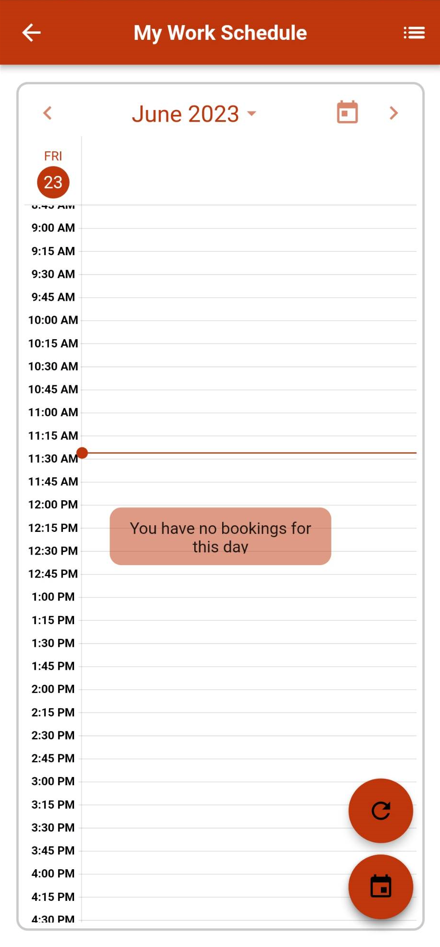 My Work Schedule
June 2023
FRI
23
8:45 AM
9:00 AM
9:15 AM
9:30 AM
9:45 AM
10:00 AM
10:15 AM
10:30 AM
10:45 AM
11:00 AM
11:15 AM
11:30 AM
11:45 AM
12:00 PM
12:15 PM
12:30 PM
12:45 PM
1:00 PM
1:15 PM
1:30 PM
1:45 PM
2:00 PM
2:15 PM
2:30 PM
2:45 PM
3:00 PM
3:15 PM
3:30 PM
3:45 PM
4:00 PM
4:15 PM
4:30 PM
You have no bookings for
this day